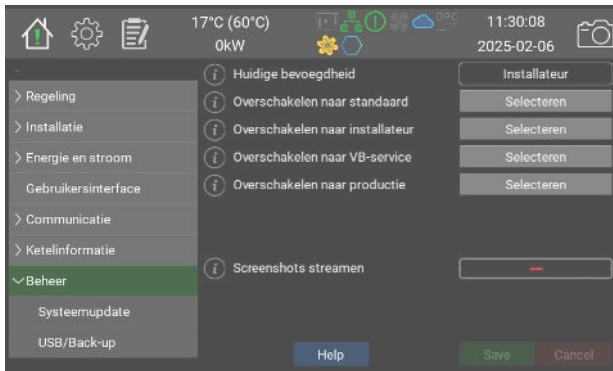 17°C (60°C)
0kW
DPC
11:30:08
2025-02-06
-
Regeling
Installatie
Energie en stroom
Gebruikersinterface
Communicatie
Ketelinformatie
Beheer
Systeemupdate
USB/Back-up
Huidige bevoegdheid
Installateur
Overschakelen naar standaard
Selecteren
Overschakelen naar installateur
Selecteren
Overschakelen naar VB-service
Selecteren
Overschakelen naar productie
Selecteren
Screenshots streamen
Help
Save
Cancel